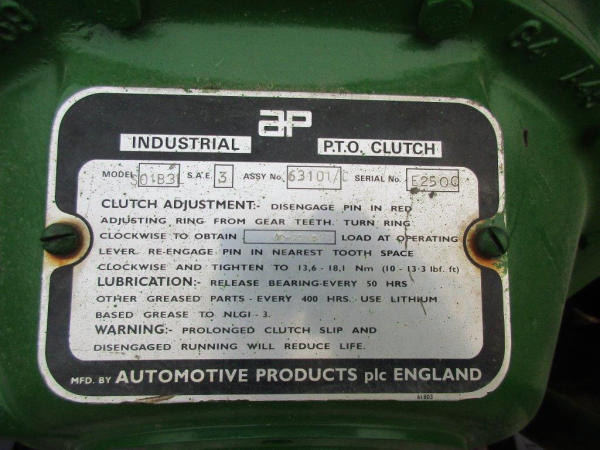 ap
INDUSTRIAL P.T.O. CLUTCH
MODEL S.A.E 3 ASSY No. SERIAL No. E2500
CLUTCH ADJUSTMENT:- DISENGAGE PIN IN RED
ADJUSTING RING FROM GEAR TEETH. TURN RING
CLOCKWISE TO OBTAIN LOAD AT OPERATING
LEVER. RE-ENGAGE PIN IN NEAREST TOOTH SPACE
CLOCKWISE AND TIGHTEN TO 13,6 - 18,1 Nm (10 - 13·3 lbf. ft)
LUBRICATION:- RELEASE BEARING-EVERY 50 HRS
OTHER GREASED PARTS - EVERY 400 HRS. USE LITHIUM
BASED GREASE TO NLGI - 3.
WARNING:- PROLONGED CLUTCH SLIP AND
DISENGAGED RUNNING WILL REDUCE LIFE.
MFD. BY AUTOMOTIVE PRODUCTS plc ENGLAND